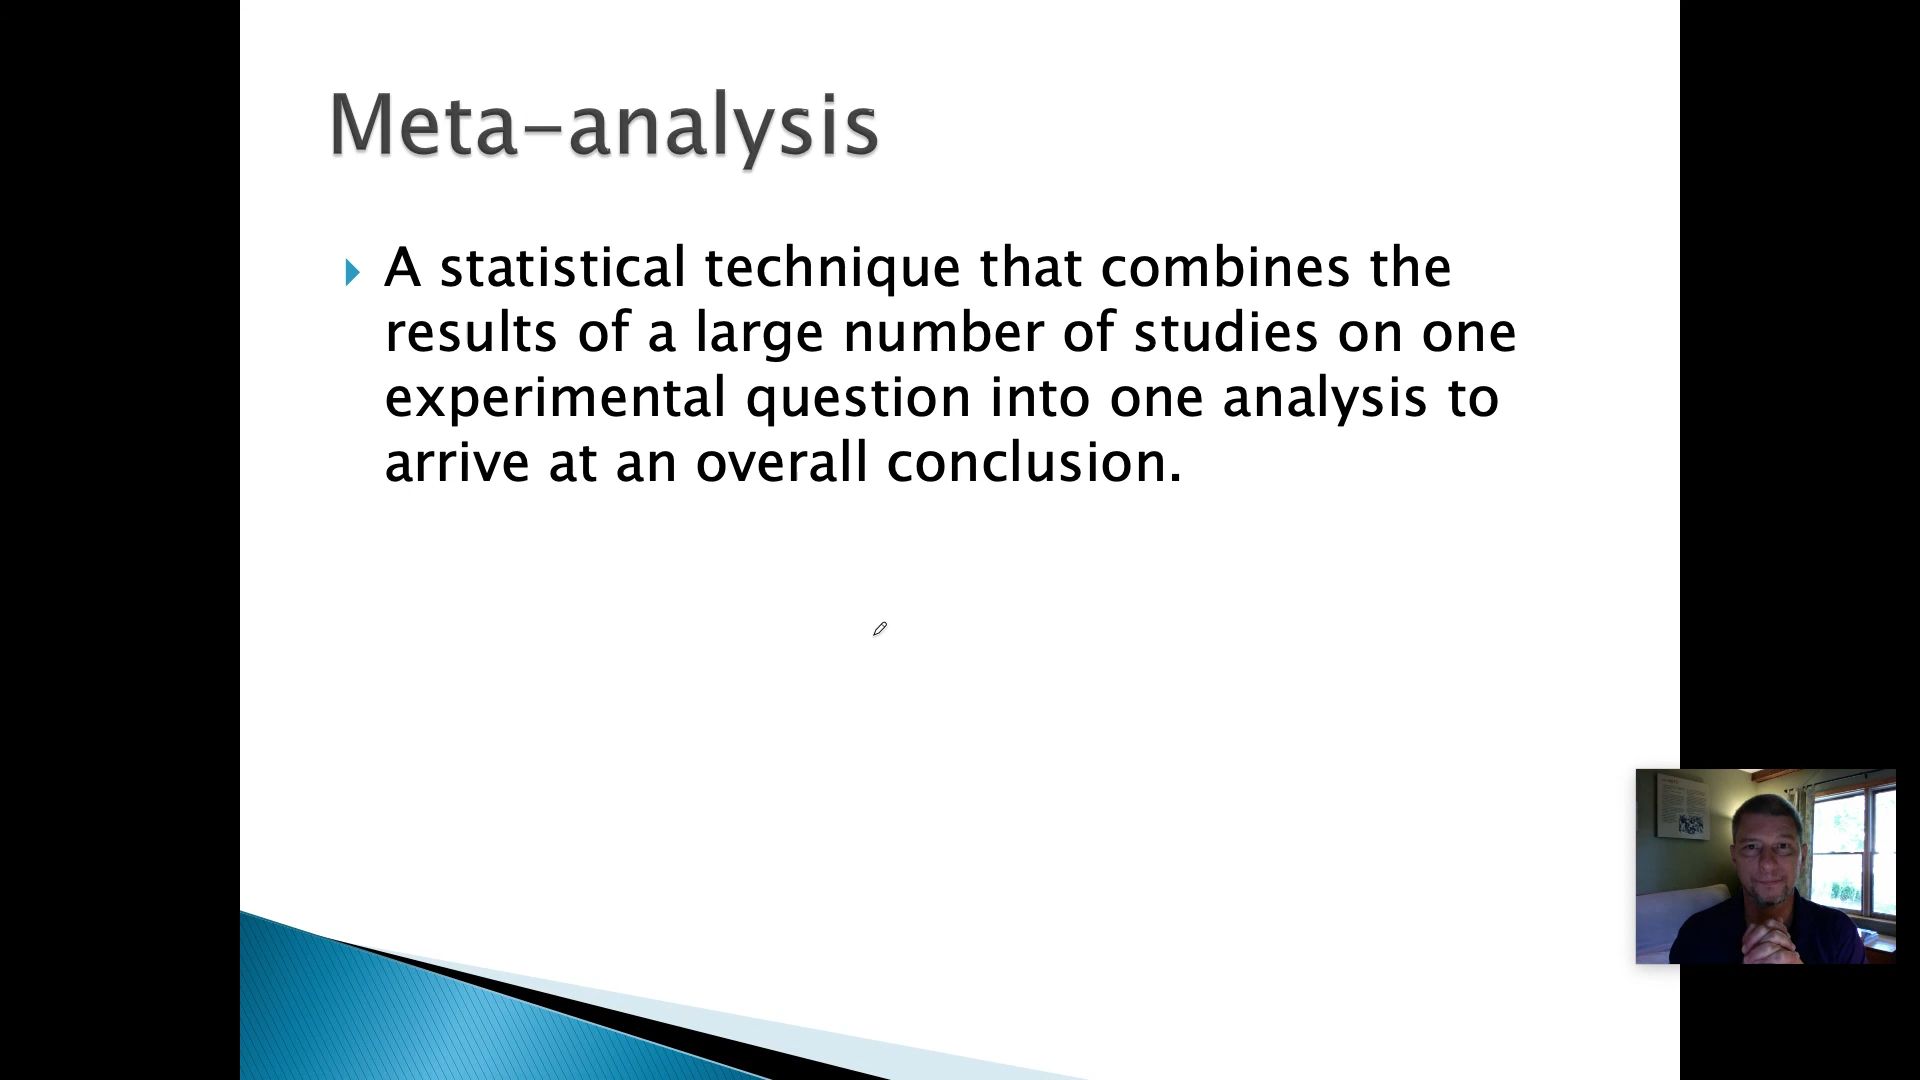 Meta-analysis
A statistical technique that combines the
results of a large number of studies on one
experimental question into one analysis to
arrive at an overall conclusion.